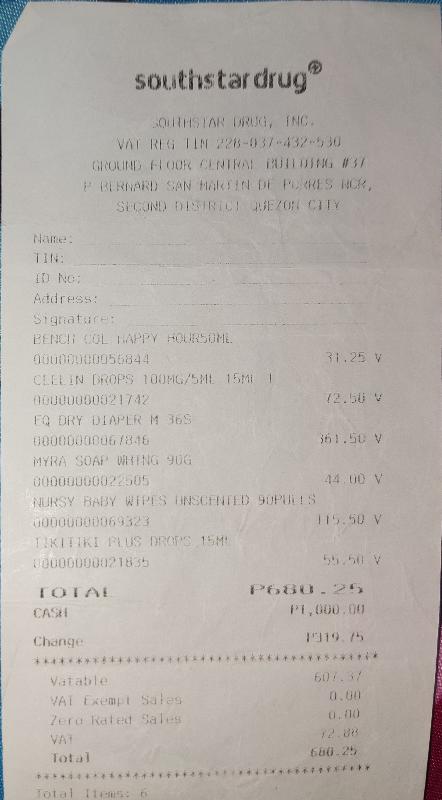 southstardrug
SOUTHSTAR DRUG, INC.
VAT REG TIN 228-037-432-530
GROUND FLOOR CENTRAL BUILDING #37
P BERNARD SAN MARTIN DE PORRES NCR,
SECOND DISTRICT QUEZON CITY
Name:
TIN:
ID No:
Address:
Signature:
BENCH COL HAPPY HOUR50ML
00000000056844 31.25 V
CEELIN DROPS 100MG/5ML 15ML
00000000021742 72.50 V
EQ DRY DIAPER M 36S
00000000067846 361.50 V
MYRA SOAP WHTNG 90G
00000000022505 44.00 V
NURSY BABY WIPES UNSCENTED 90PULLS
00000000069323 115.50 V
TIKITIKI PLUS DROPS 15ML
00000000021835 55.50 V
TOTAL P680.25
CASH P1,000.00
Change P319.75
Vatable 607.37
VAT Exempt Sales 0.00
Zero Rated Sales 0.00
VAT 72.88
Total 680.25
Total Items: 6